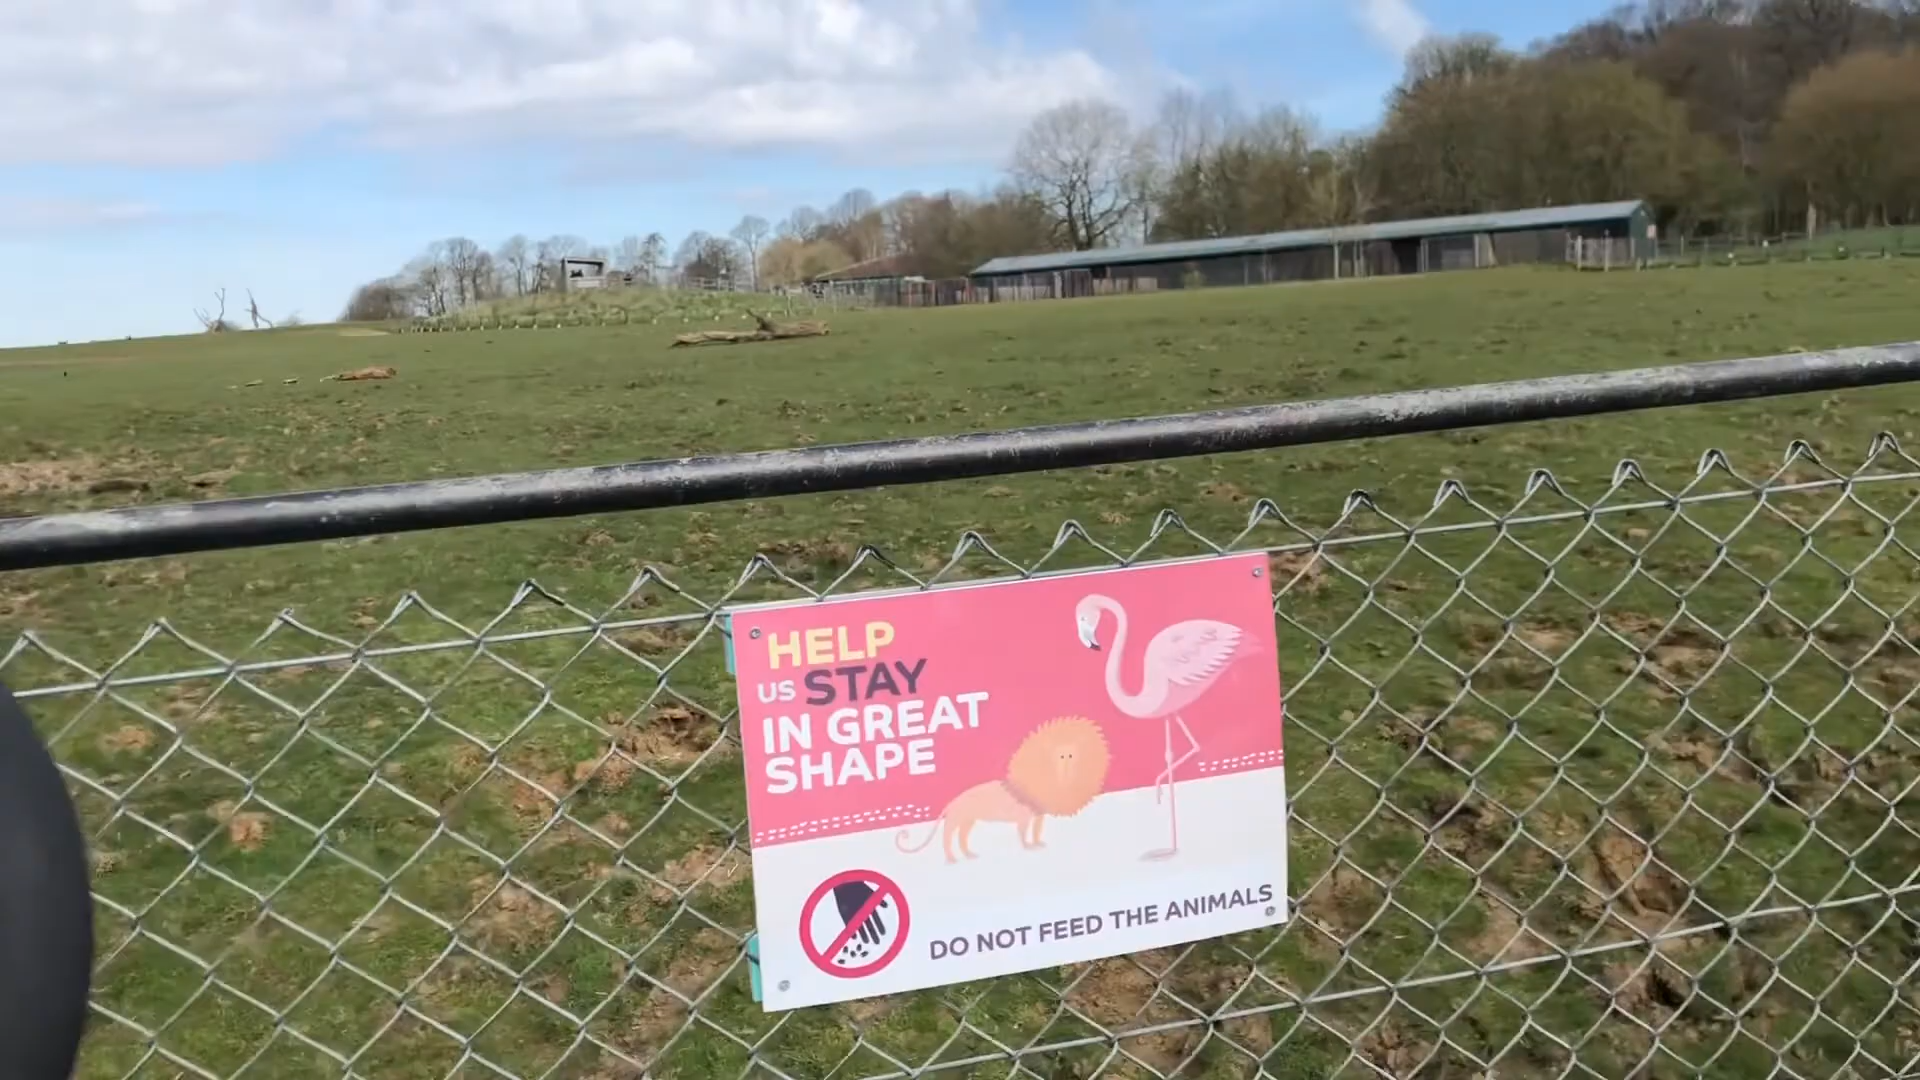 HELP
US STAY
IN GREAT
SHAPE
DO NOT FEED THE ANIMALS